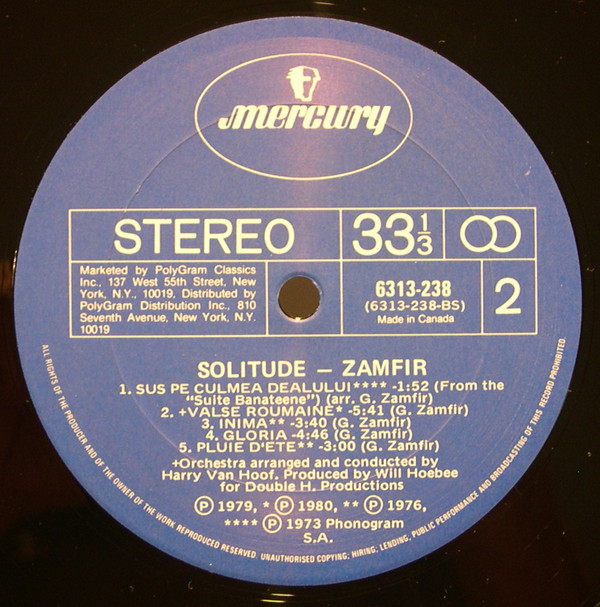 mercury
STEREO
33 1/3
Marketed by PolyGram Classics
Inc., 137 West 55th Street, New
York, N.Y., 10019. Distributed by
PolyGram Distribution Inc., 810
Seventh Avenue, New York, N.Y.
10019
6313-238
(6313-238-BS)
Made in Canada
2
SOLITUDE – ZAMFIR
1. SUS PE CULMEA DEALULUI**** -1:52 (From the
"Suite Banateene") (arr. G. Zamfir)
2. +VALSE ROUMAINE* -5:41 (G. Zamfir)
3. INIMA** -3:40 (G. Zamfir)
4. GLORIA -4:46 (G. Zamfir)
5. PLUIE D'ETE** -3:00 (G. Zamfir)
+Orchestra arranged and conducted by
Harry Van Hoof. Produced by Will Hoebee
for Double H. Productions
Ⓟ 1979, * Ⓟ 1980, ** Ⓟ 1976,
**** Ⓟ 1973 Phonogram
S.A.
ALL RIGHTS OF THE PRODUCER AND OF THE OWNER OF THE WORK REPRODUCED RESERVED. UNAUTHORISED COPYING; HIRING, LENDING, PUBLIC PERFORMANCE AND BROADCASTING OF THIS RECORD PROHIBITED.